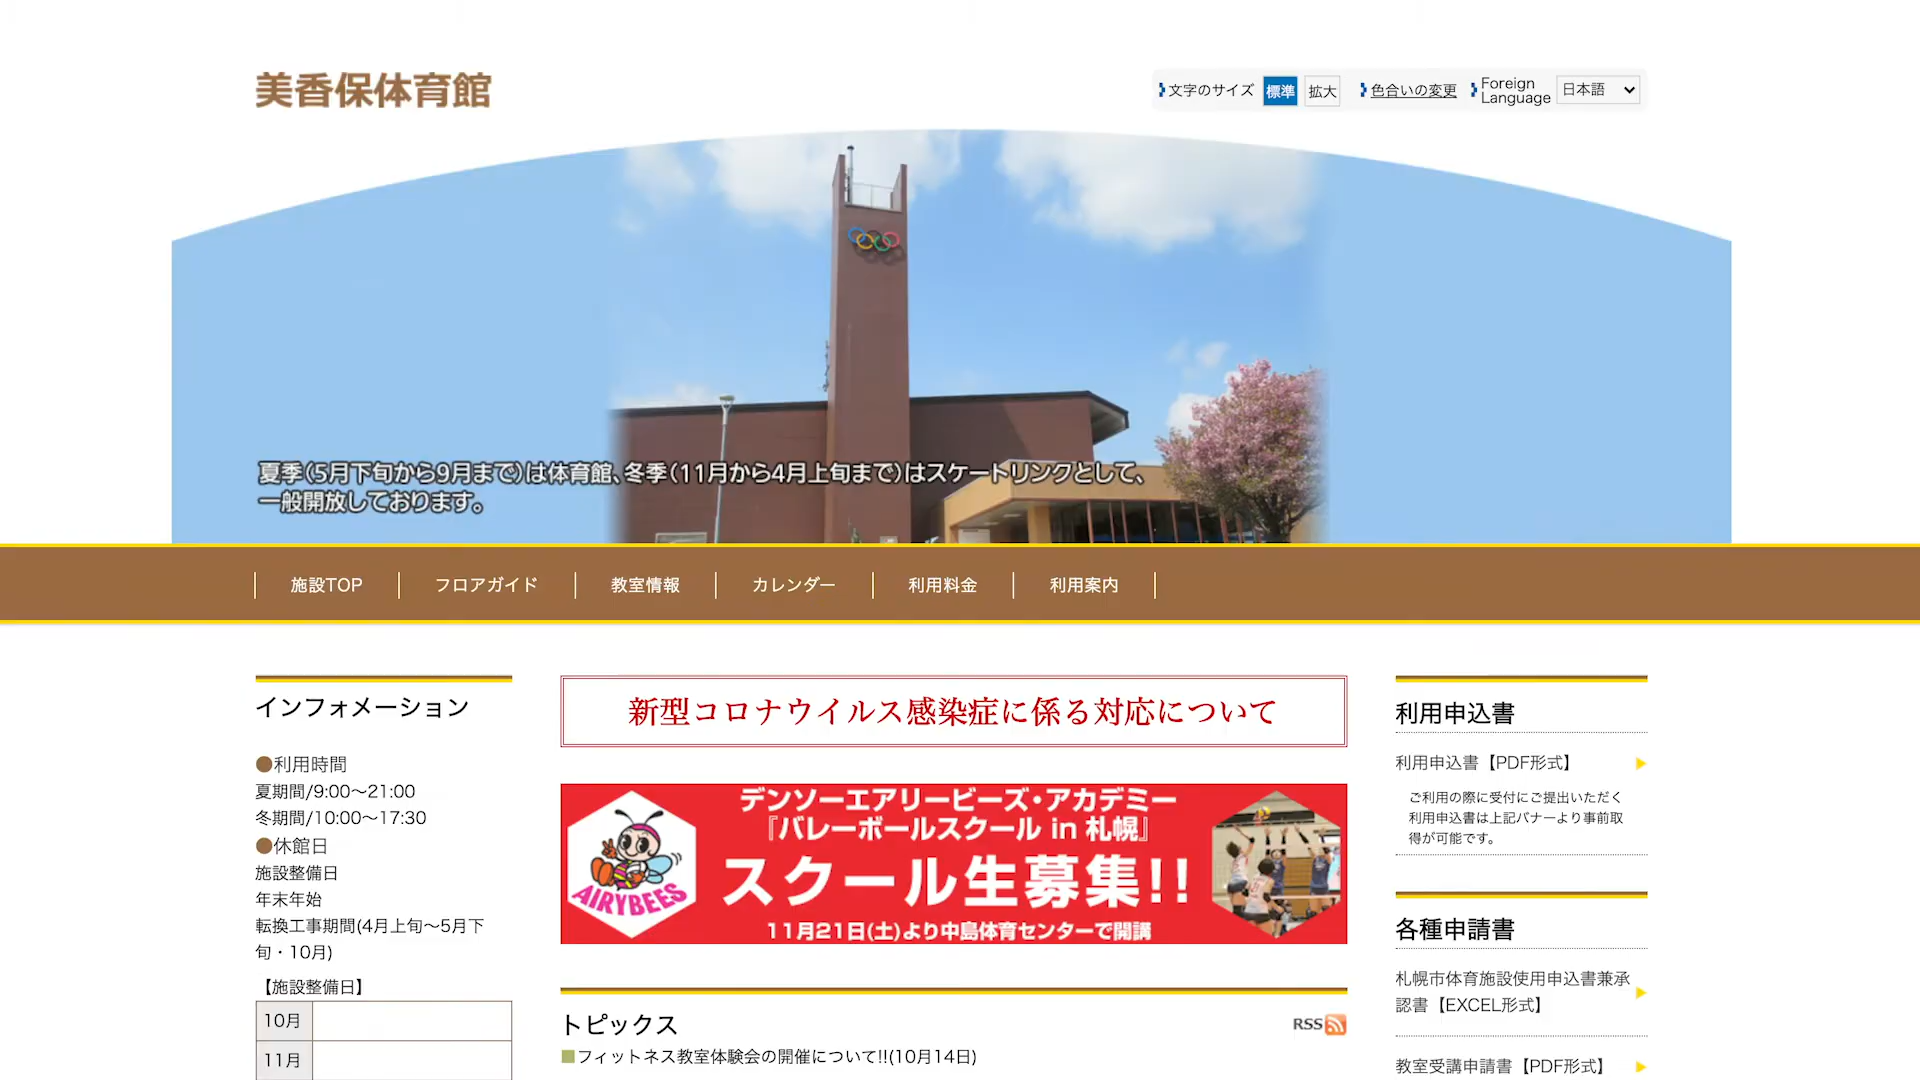 美香保体育館
文字のサイズ 標準 拡大 色合いの変更 Foreign Language 日本語
夏季(5月下旬から9月まで)は体育館、冬季(11月から4月上旬まで)はスケートリンクとして、
一般開放しております。
施設TOP フロアガイド 教室情報 カレンダー 利用料金 利用案内
インフォメーション
●利用時間
夏期間/9:00〜21:00
冬期間/10:00〜17:30
●休館日
施設整備日
年末年始
転換工事期間(4月上旬〜5月下
旬・10月)
【施設整備日】
10月
11月
新型コロナウイルス感染症に係る対応について
デンソーエアリービーズ・アカデミー
『バレーボールスクール in 札幌』
スクール生募集!!
11月21日(土)より中島体育センターで開講
AIRYBEES
トピックス
RSS
■フィットネス教室体験会の開催について!!(10月14日)
利用申込書
利用申込書【PDF形式】
ご利用の際に受付にご提出いただく
利用申込書は上記バナーより事前取
得が可能です。
各種申請書
札幌市体育施設使用申込書兼承
認書【EXCEL形式】
教室受講申請書【PDF形式】